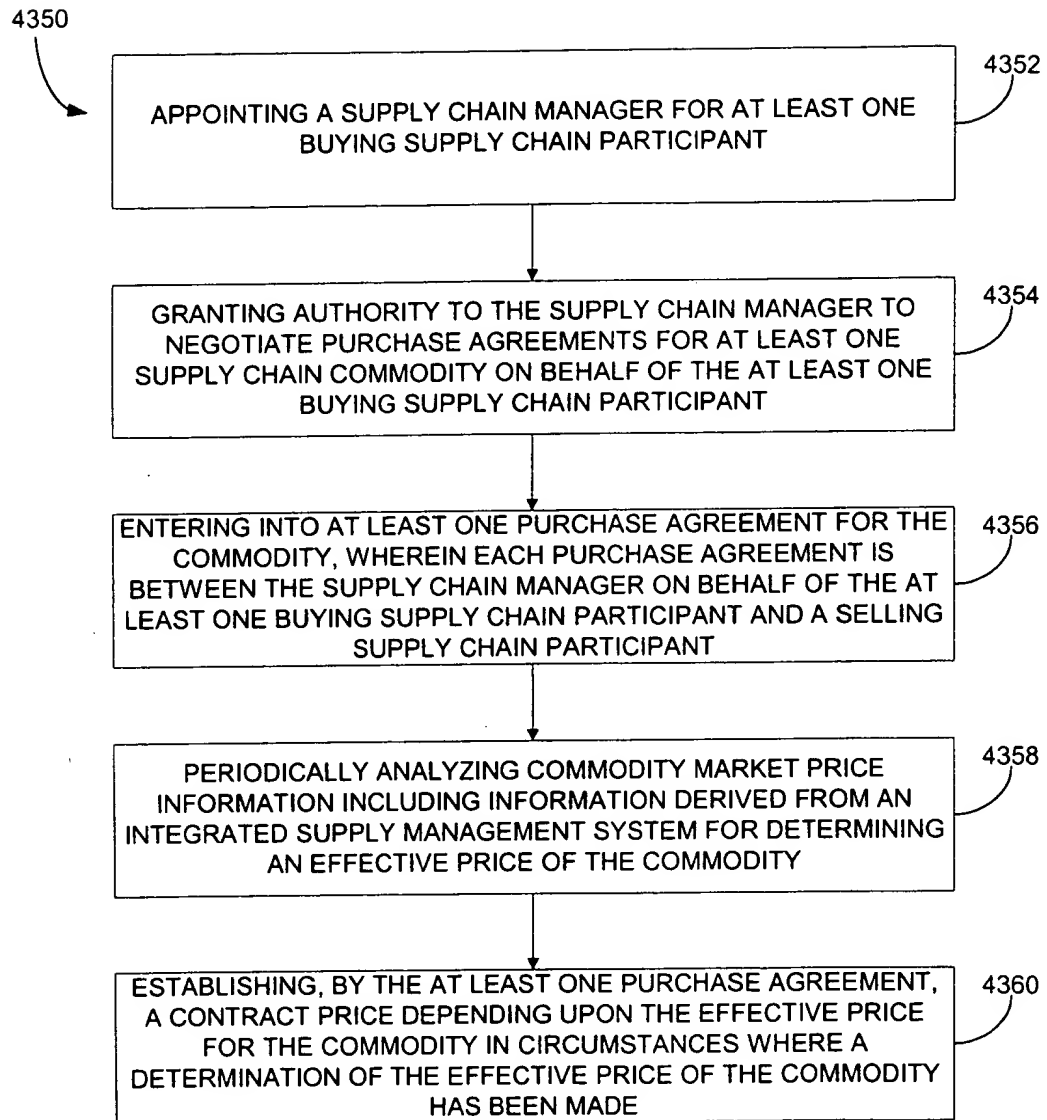 4350
4352
APPOINTING A SUPPLY CHAIN MANAGER FOR AT LEAST ONE
BUYING SUPPLY CHAIN PARTICIPANT
4354
GRANTING AUTHORITY TO THE SUPPLY CHAIN MANAGER TO
NEGOTIATE PURCHASE AGREEMENTS FOR AT LEAST ONE
SUPPLY CHAIN COMMODITY ON BEHALF OF THE AT LEAST ONE
BUYING SUPPLY CHAIN PARTICIPANT
4356
ENTERING INTO AT LEAST ONE PURCHASE AGREEMENT FOR THE
COMMODITY, WHEREIN EACH PURCHASE AGREEMENT IS
BETWEEN THE SUPPLY CHAIN MANAGER ON BEHALF OF THE AT
LEAST ONE BUYING SUPPLY CHAIN PARTICIPANT AND A SELLING
SUPPLY CHAIN PARTICIPANT
4358
PERIODICALLY ANALYZING COMMODITY MARKET PRICE
INFORMATION INCLUDING INFORMATION DERIVED FROM AN
INTEGRATED SUPPLY MANAGEMENT SYSTEM FOR DETERMINING
AN EFFECTIVE PRICE OF THE COMMODITY
4360
ESTABLISHING, BY THE AT LEAST ONE PURCHASE AGREEMENT,
A CONTRACT PRICE DEPENDING UPON THE EFFECTIVE PRICE
FOR THE COMMODITY IN CIRCUMSTANCES WHERE A
DETERMINATION OF THE EFFECTIVE PRICE OF THE COMMODITY
HAS BEEN MADE